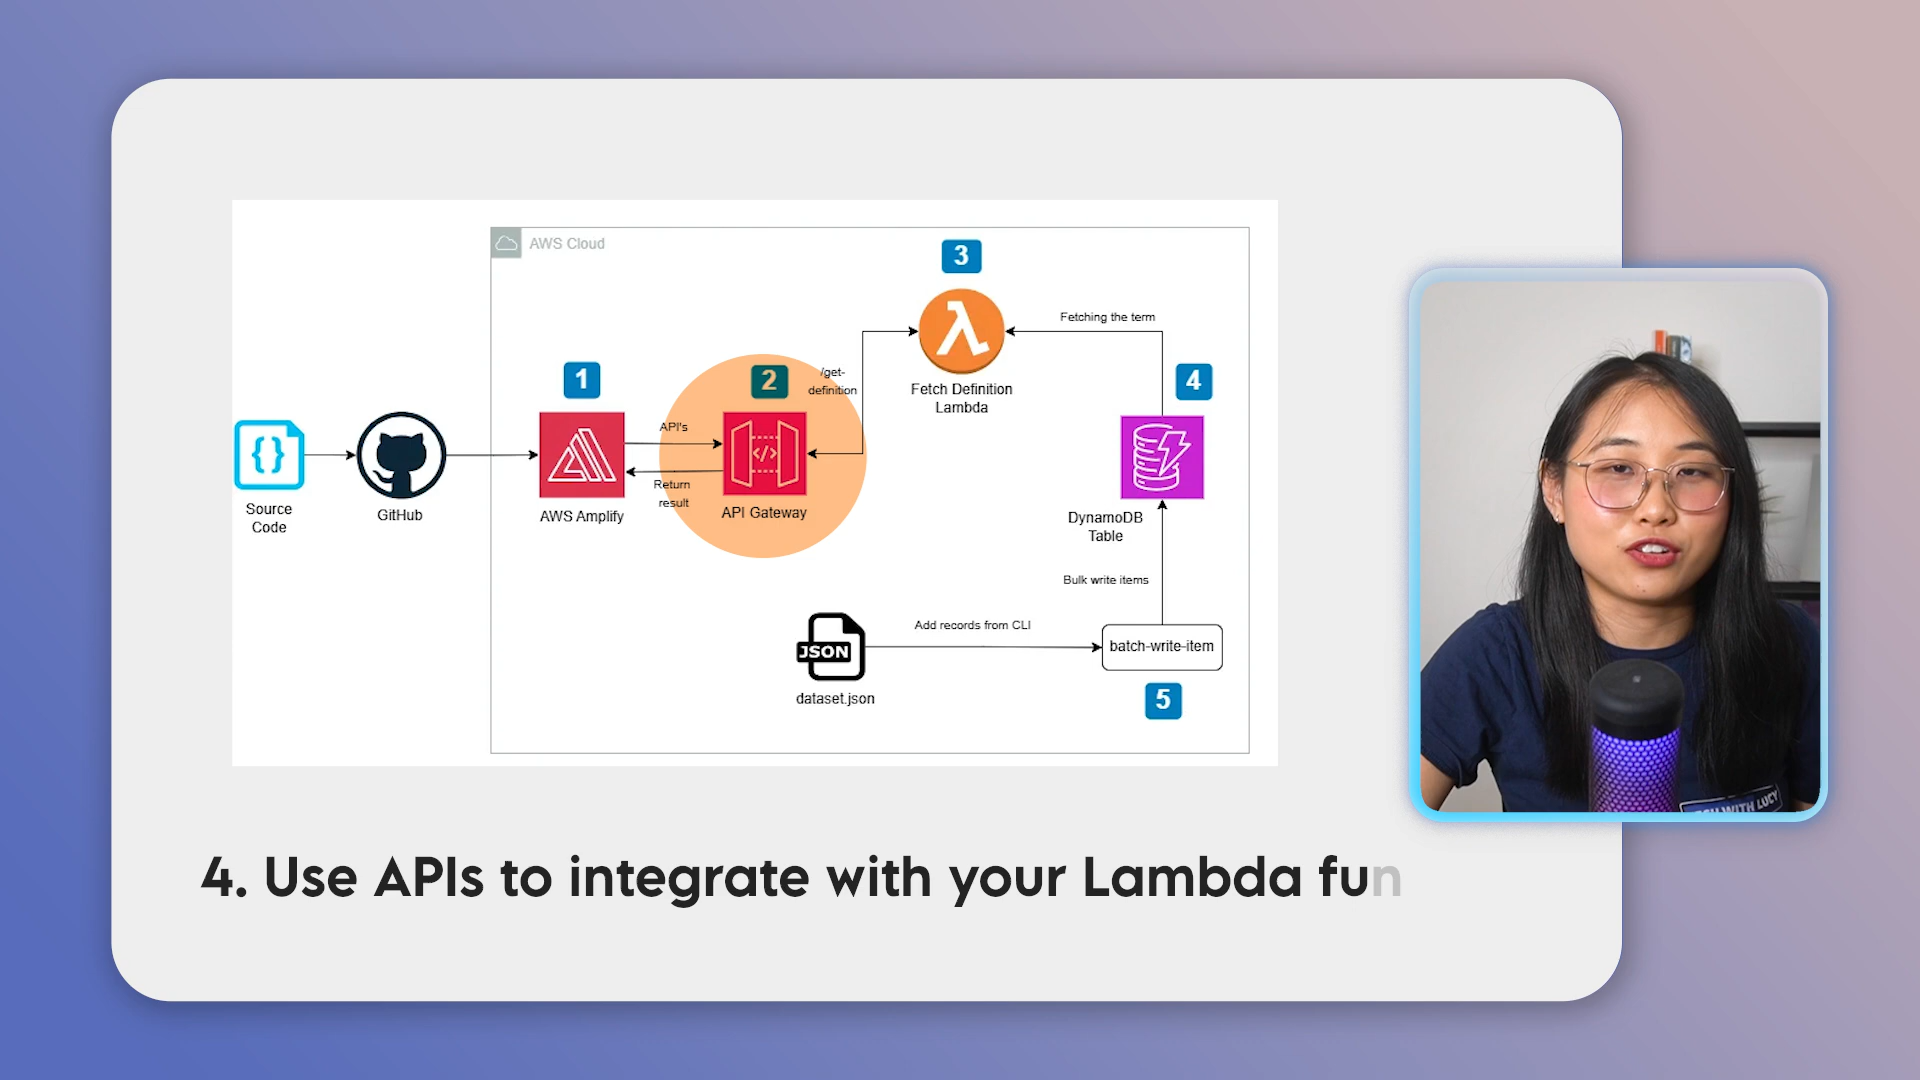 AWS Cloud
3
Fetching the term
1
2
/get-
definition
4
Fetch Definition
Lambda
API's
Return
result
Source
Code
GitHub
AWS Amplify
API Gateway
DynamoDB
Table
Bulk write items
Add records from CLI
JSON
batch-write-item
dataset.json
5
WITH LUCY
4. Use APIs to integrate with your Lambda fun